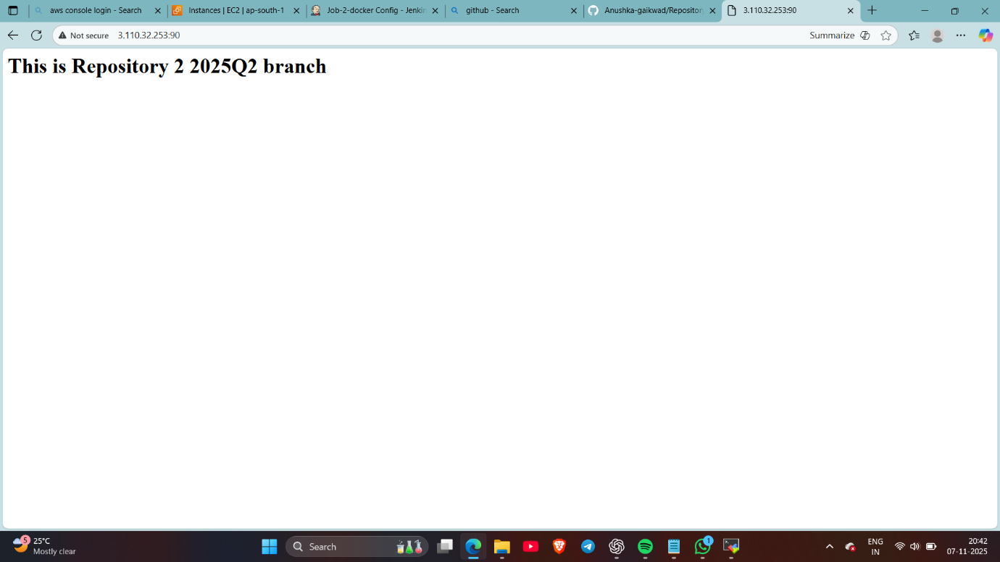 aws console login - Search
Instances | EC2 | ap-south-1
Job-2-docker Config - Jenkin
github - Search
Anushka-gaikwad/Repository
3.110.32.253:90
Not secure
3.110.32.253:90
Summarize
This is Repository 2 2025Q2 branch
5
25°C
Mostly clear
Search
1
ENG
IN
20:42
07-11-2025